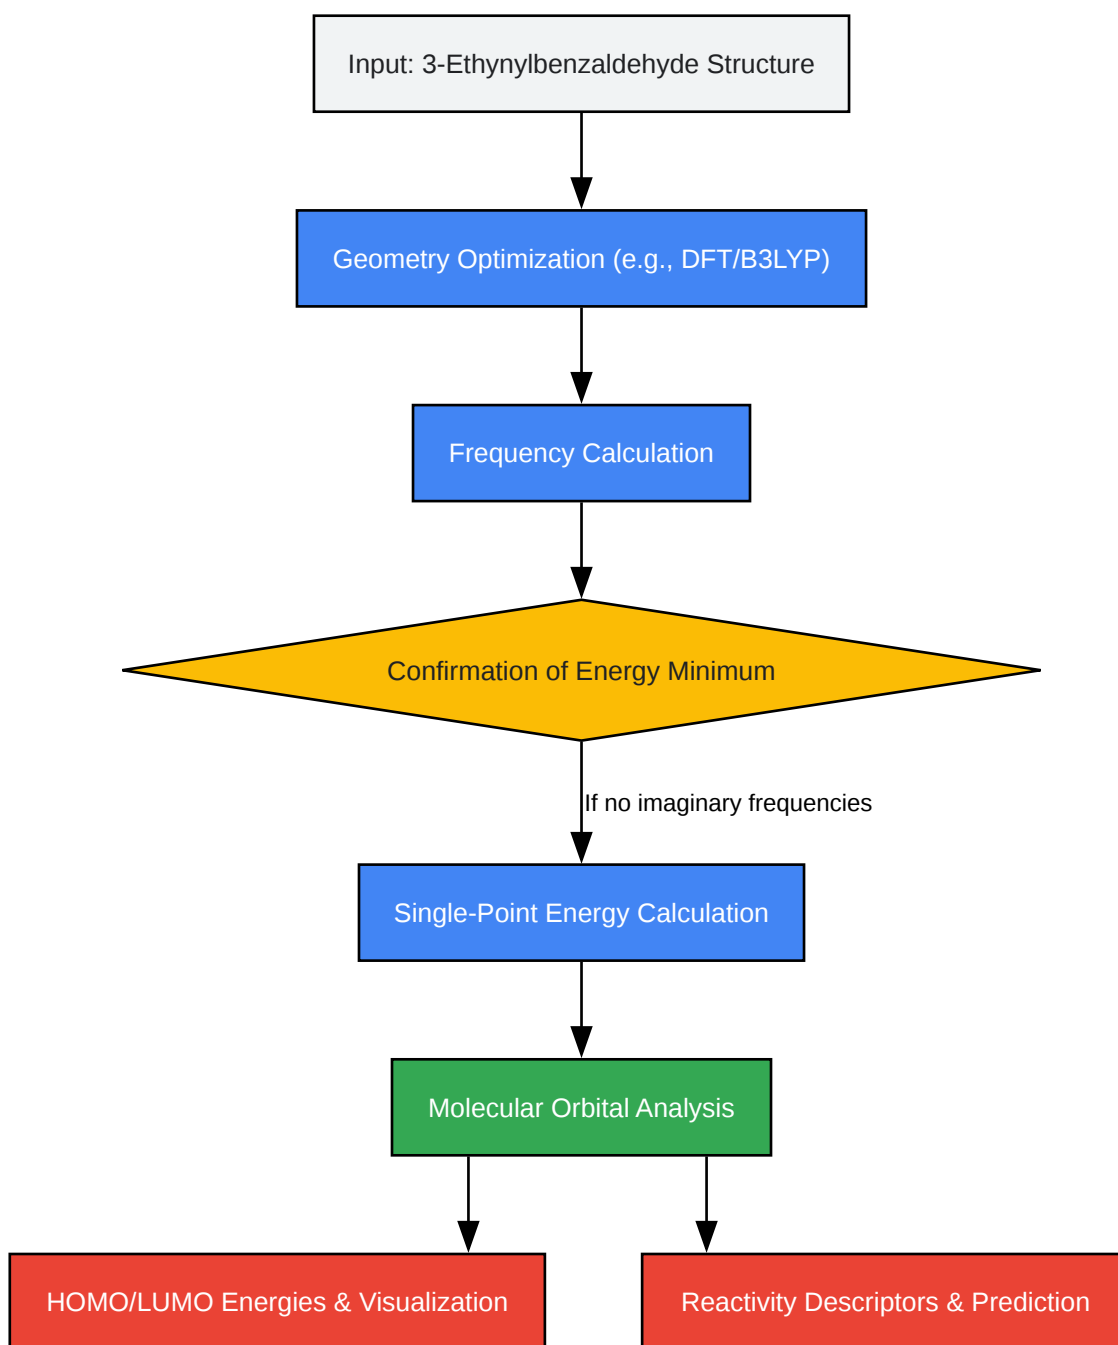 Input: 3-Ethynylbenzaldehyde Structure
Geometry Optimization (e.g., DFT/B3LYP)
Frequency Calculation
Confirmation of Energy Minimum
If no imaginary frequencies
Single-Point Energy Calculation
Molecular Orbital Analysis
HOMO/LUMO Energies & Visualization
Reactivity Descriptors & Prediction